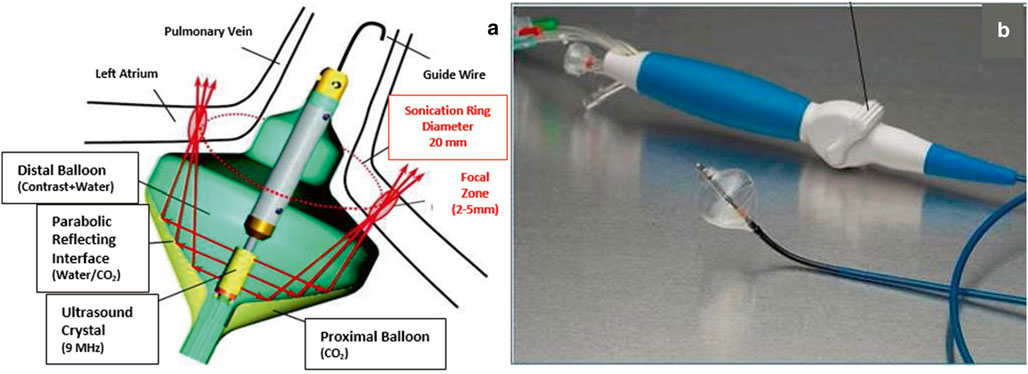 a
Pulmonary Vein
Left Atrium
Guide Wire
Sonication Ring
Diameter
20 mm
Distal Balloon
(Contrast+Water)
Focal
Zone
(2-5mm)
Parabolic
Reflecting
Interface
(Water/CO₂)
Ultrasound
Crystal
(9 MHz)
Proximal Balloon
(CO₂)
b